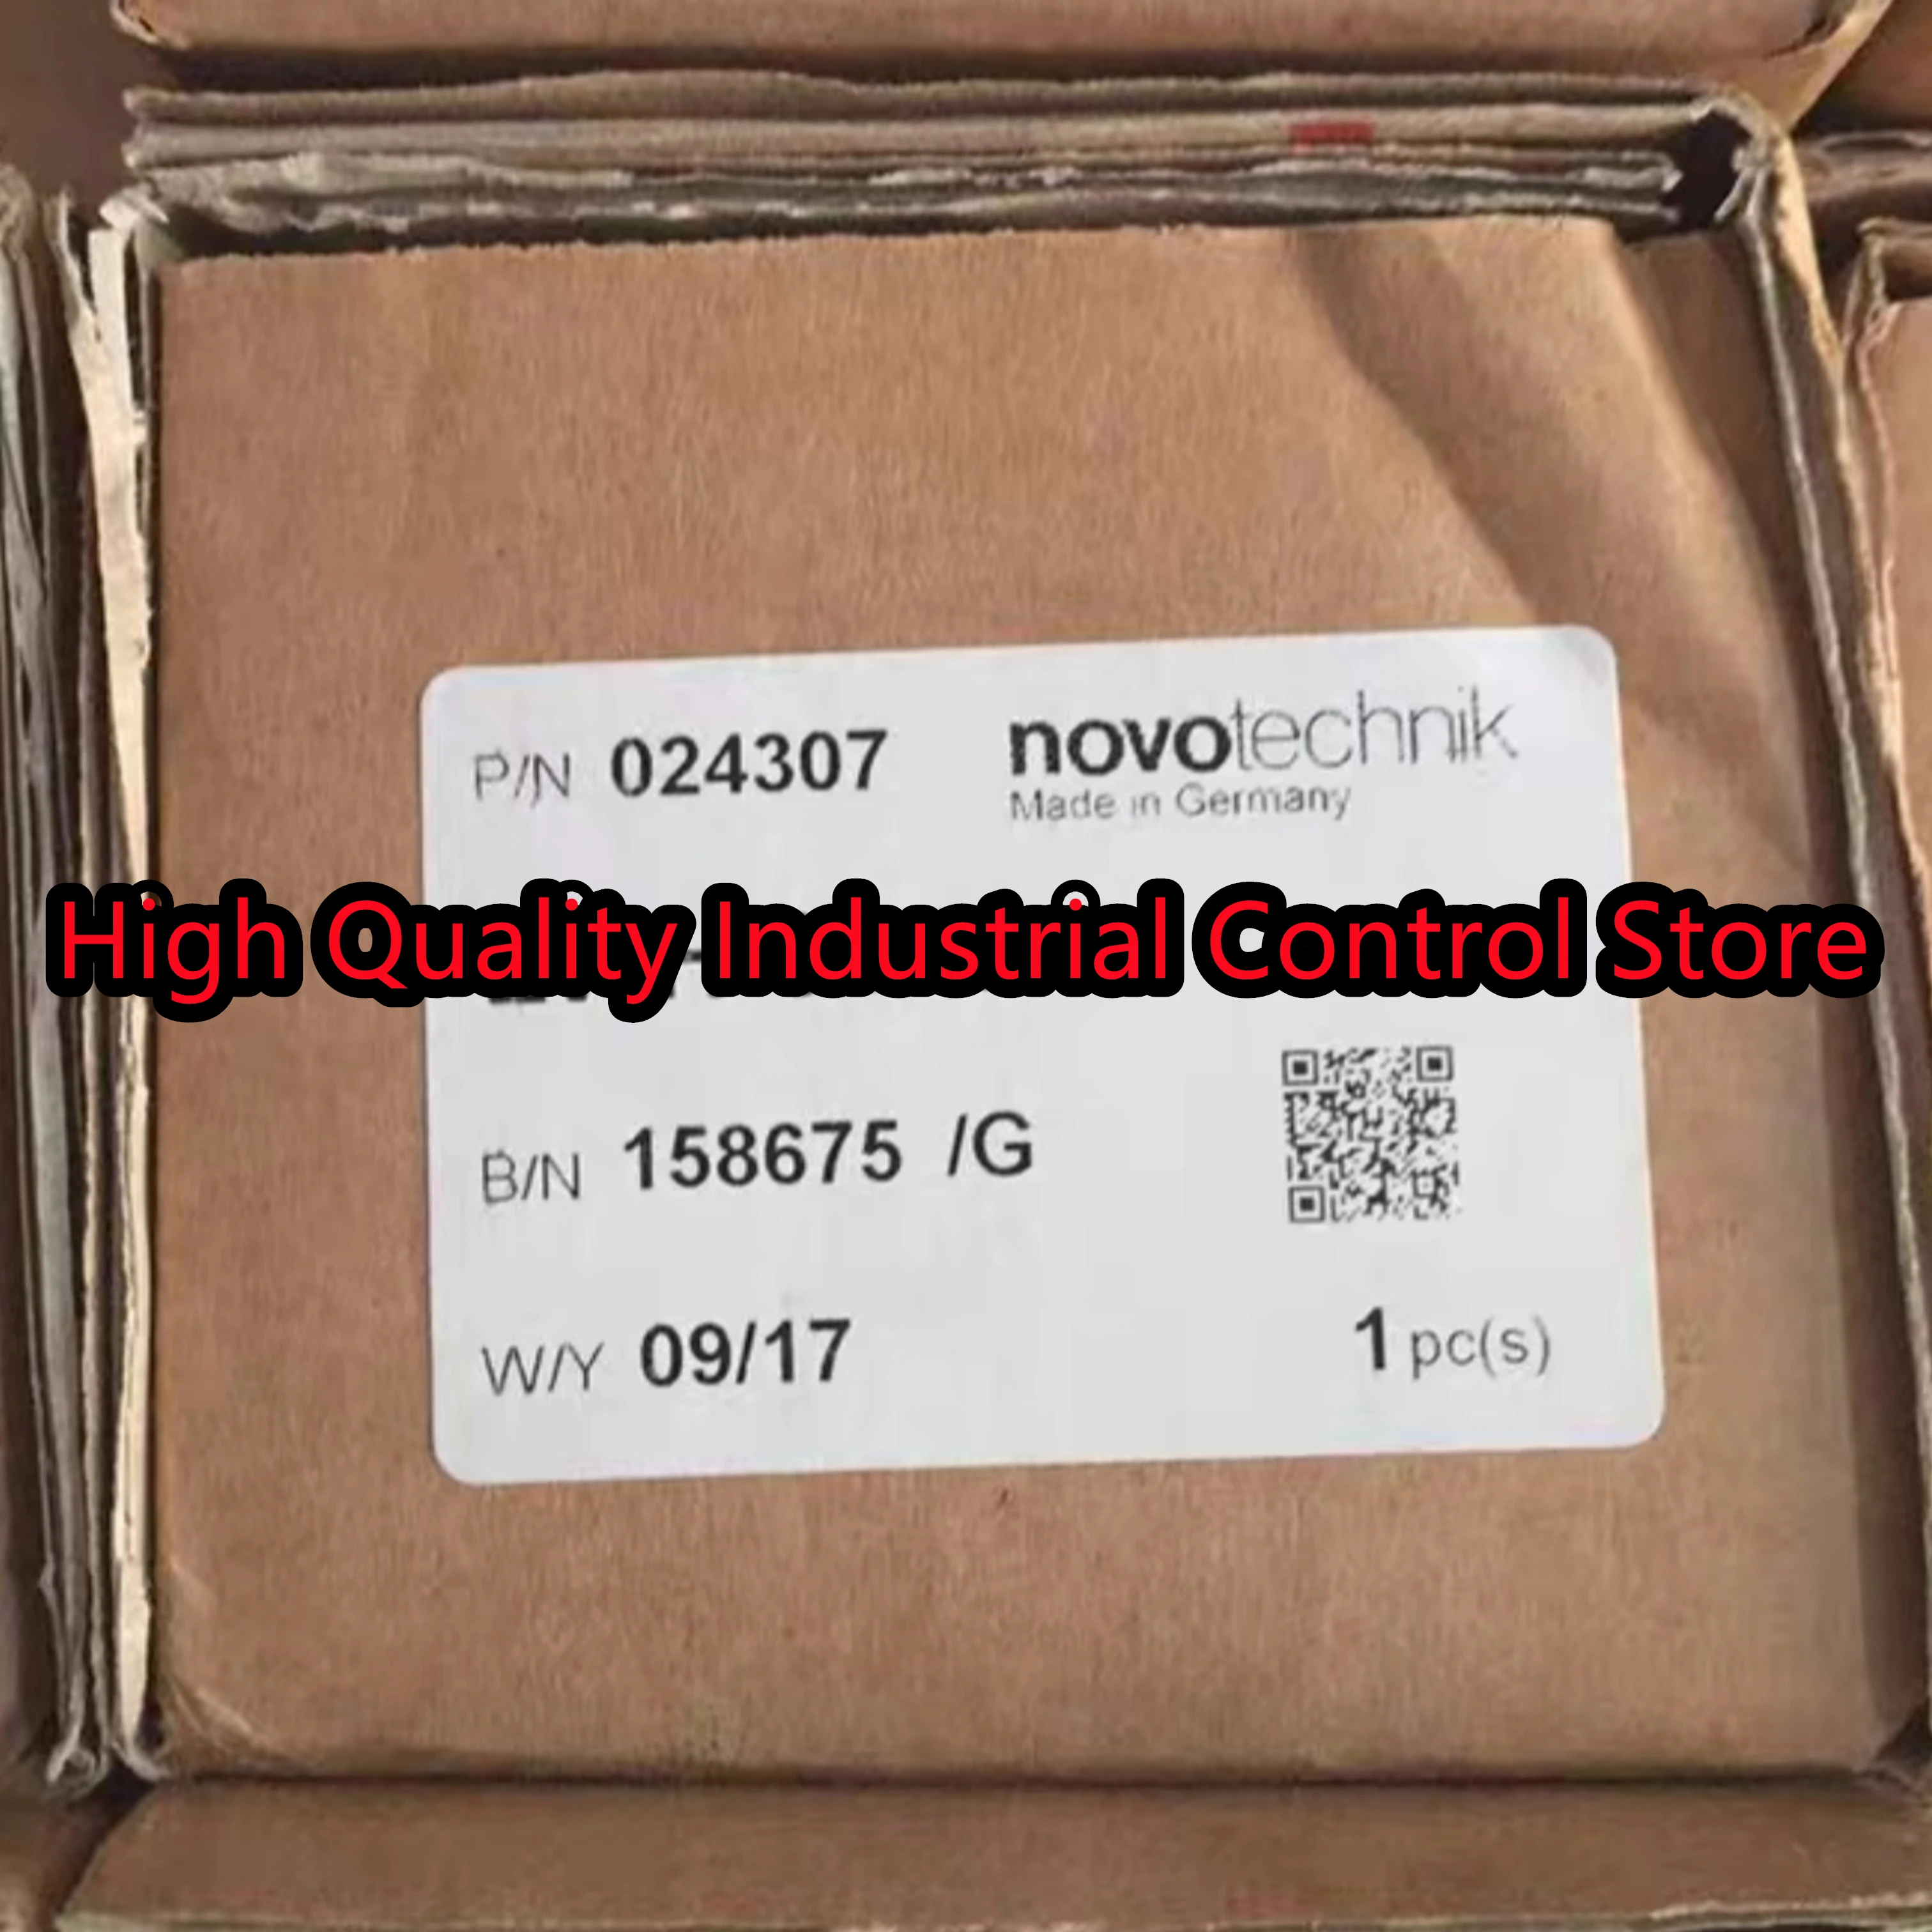 P/N 024307
novotechnik
Made in Germany
High Quality Industrial Control Store
B/N 158675 /G
W/Y 09/17
1 pc(s)